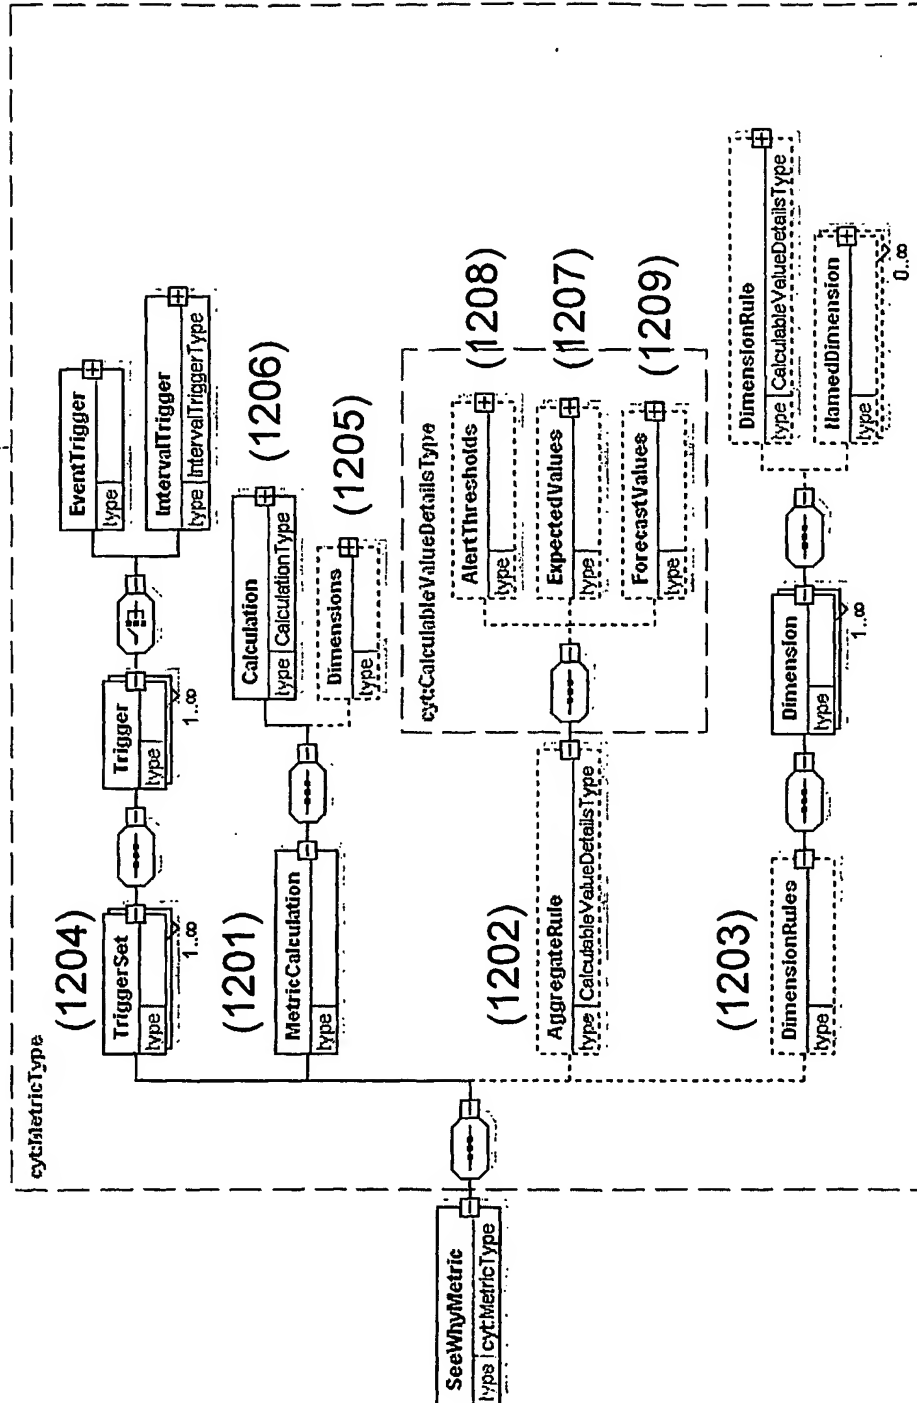 SeeWhyMetric
type cyt:MetricType
cyt:MetricType
(1204)
TriggerSet
type
1..∞
Trigger
type
1..∞
EventTrigger
type
IntervalTrigger
type IntervalTriggerType
(1201)
MetricCalculation
type
Calculation
type CalculationType
(1206)
Dimensions
type
(1205)
(1202)
AggregateRule
type CalculableValueDetailsType
cyt:CalculableValueDetailsType
AlertThresholds
type
(1208)
ExpectedValues
type
(1207)
ForecastValues
type
(1209)
(1203)
DimensionRules
type
Dimension
type
1..∞
DimensionRule
type CalculableValueDetailsType
NamedDimension
type
0..∞